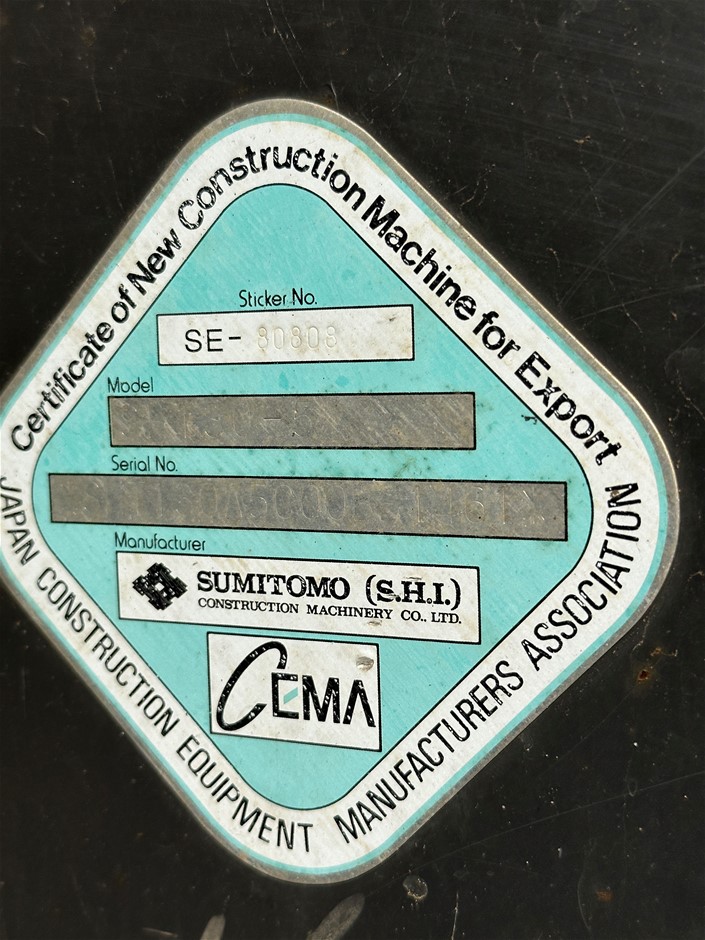 Certificate of New Construction Machine for Export
Sticker No.
SE- 80808
Model
Serial No.
Manufacturer
SUMITOMO (S.H.I.)
CONSTRUCTION MACHINERY CO., LTD.
CEMA
JAPAN CONSTRUCTION EQUIPMENT MANUFACTURERS ASSOCIATION